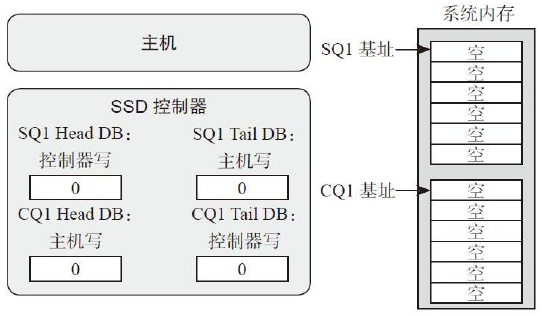 系统内存
主机
SQ1 基址
空
空
空
空
空
空
SSD 控制器
SQ1 Head DB：
控制器写
0
SQ1 Tail DB：
主机写
0
CQ1 Head DB：
主机写
0
CQ1 Tail DB：
控制器写
0
CQ1 基址
空
空
空
空
空
空